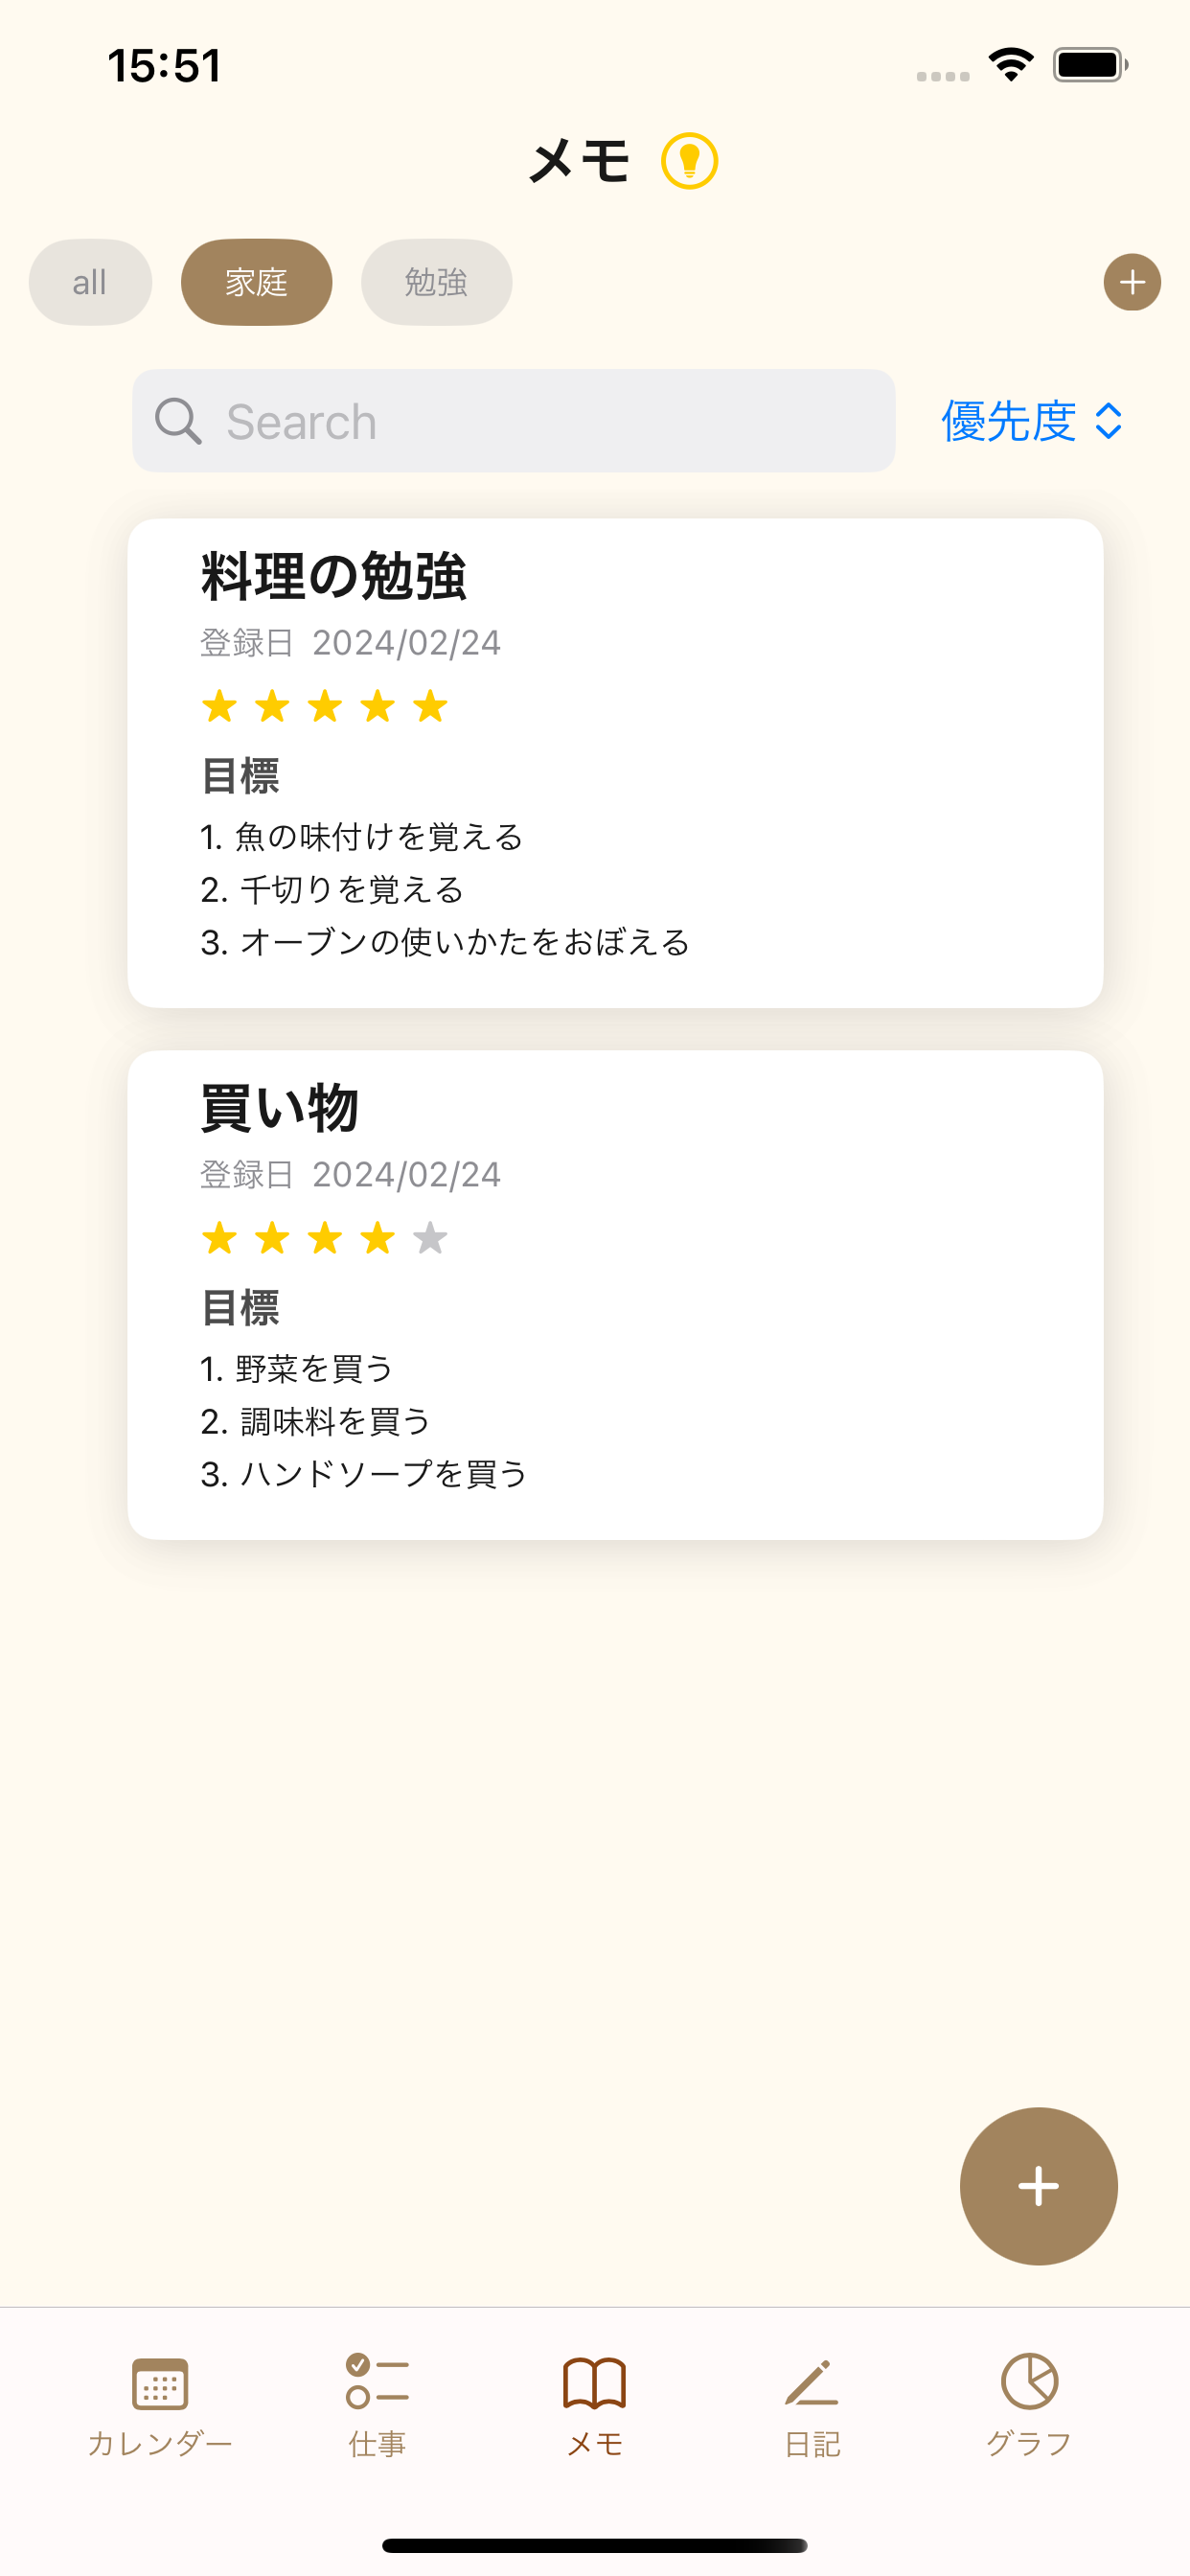 15:51
メモ
all 家庭 勉強
Search 優先度
料理の勉強
登録日 2024/02/24
目標
1. 魚の味付けを覚える
2. 千切りを覚える
3. オーブンの使いかたをおぼえる
買い物
登録日 2024/02/24
目標
1. 野菜を買う
2. 調味料を買う
3. ハンドソープを買う
カレンダー 仕事 メモ 日記 グラフ